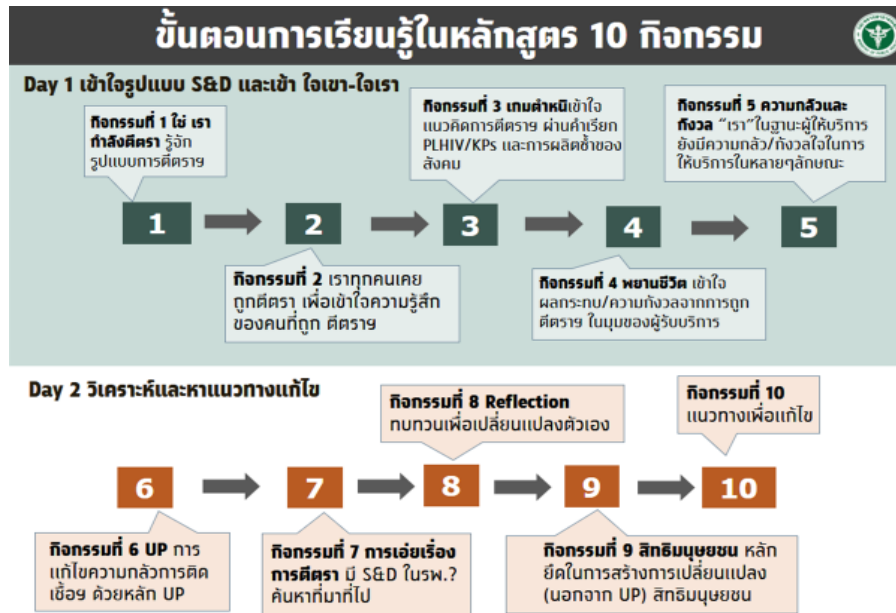 ขั้นตอนการเรียนรู้ในหลักสูตร 10 กิจกรรม
Day 1 เข้าใจรูปแบบ S&D และเข้า ใจเขา-ใจเรา
กิจกรรมที่ 1 ใช่ เรา
กำลังตีตรา รู้จัก
รูปแบบการตีตราฯ
กิจกรรมที่ 3 เกมตำหนิเข้าใจ
แนวคิดการตีตราฯ ผ่านคำเรียก
PLHIV/KPs และการผลิตซ้ำของ
สังคม
กิจกรรมที่ 5 ความกลัวและ
กังวล “เรา”ในฐานะผู้ให้บริการ
ยังมีความกลัว/กังวลใจในการ
ให้บริการในหลายๆลักษณะ
1
2
3
4
5
กิจกรรมที่ 2 เราทุกคนเคย
ถูกตีตรา เพื่อเข้าใจความรู้สึก
ของคนที่ถูก ตีตราฯ
กิจกรรมที่ 4 พยานชีวิต เข้าใจ
ผลกระทบ/ความกังวลจากการถูก
ตีตราฯ ในมุมของผู้รับบริการ
Day 2 วิเคราะห์และหาแนวทางแก้ไข
กิจกรรมที่ 8 Reflection
ทบทวนเพื่อเปลี่ยนแปลงตัวเอง
กิจกรรมที่ 10
แนวทางเพื่อแก้ไข
6
7
8
9
10
กิจกรรมที่ 6 UP การ
แก้ไขความกลัวการติด
เชื้อฯ ด้วยหลัก UP
กิจกรรมที่ 7 การเอ่ยเรื่อง
การตีตรา มี S&D ในรพ.?
ค้นหาที่มาที่ไป
กิจกรรมที่ 9 สิทธิมนุษยชน หลัก
ยึดในการสร้างการเปลี่ยนแปลง
(นอกจาก UP) สิทธิมนุษยชน